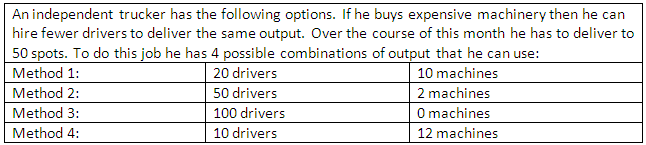 An independent trucker has the following options. If he buys expensive machinery then he can
hire fewer drivers to deliver the same output. Over the course of this month he has to deliver to
50 spots. To do this job he has 4 possible combinations of output that he can use:
Method 1: 20 drivers 10 machines
Method 2: 50 drivers 2 machines
Method 3: 100 drivers 0 machines
Method 4: 10 drivers 12 machines